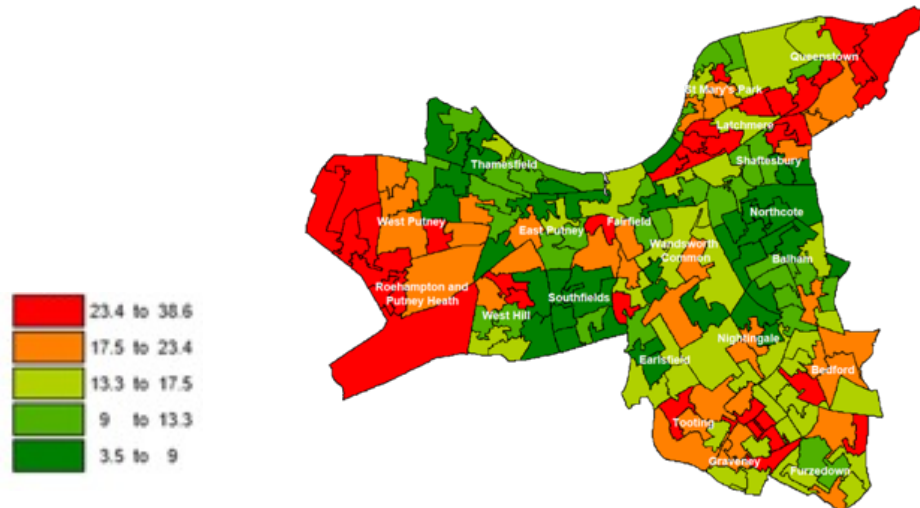 Queenstown
St Mary's Park
Latchmere
Shaftesbury
Thamesfield
Northcote
West Putney
East Putney
Fairfield
Wandsworth
Common
Balham
Roehampton and
Putney Heath
Southfields
West Hill
Nightingale
Earlsfield
Bedford
Tooting
Graveney
Furzedown
23.4 to 38.6
17.5 to 23.4
13.3 to 17.5
9 to 13.3
3.5 to 9